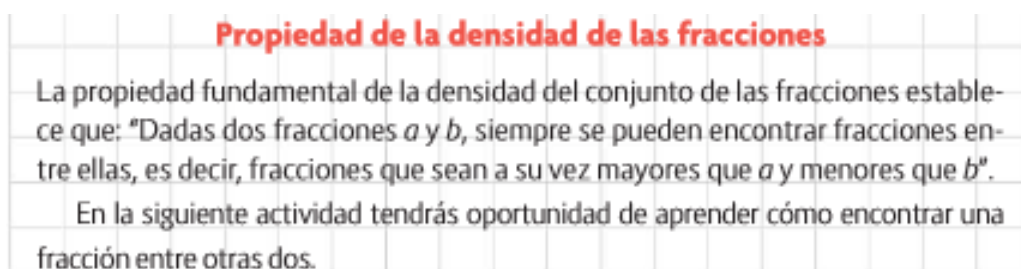 Propiedad de la densidad de las fracciones
La propiedad fundamental de la densidad del conjunto de las fracciones estable-
ce que: "Dadas dos fracciones a y b, siempre se pueden encontrar fracciones en-
tre ellas, es decir, fracciones que sean a su vez mayores que a y menores que b".
En la siguiente actividad tendrás oportunidad de aprender cómo encontrar una
fracción entre otras dos.